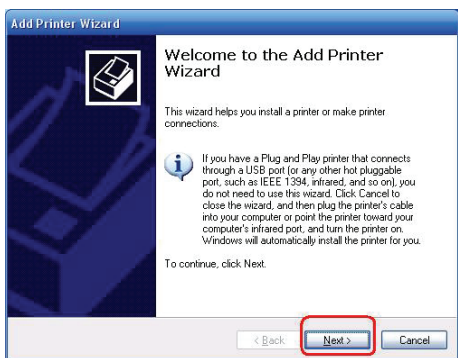 Add Printer Wizard
Welcome to the Add Printer
Wizard
This wizard helps you install a printer or make printer
connections.
If you have a Plug and Play printer that connects
through a USB port (or any other hot pluggable
port, such as IEEE 1394, infrared, and so on), you
do not need to use this wizard. Click Cancel to
close the wizard, and then plug the printer's cable
into your computer or point the printer toward your
computer's infrared port, and turn the printer on.
Windows will automatically install the printer for you.
To continue, click Next.
< Back Next > Cancel